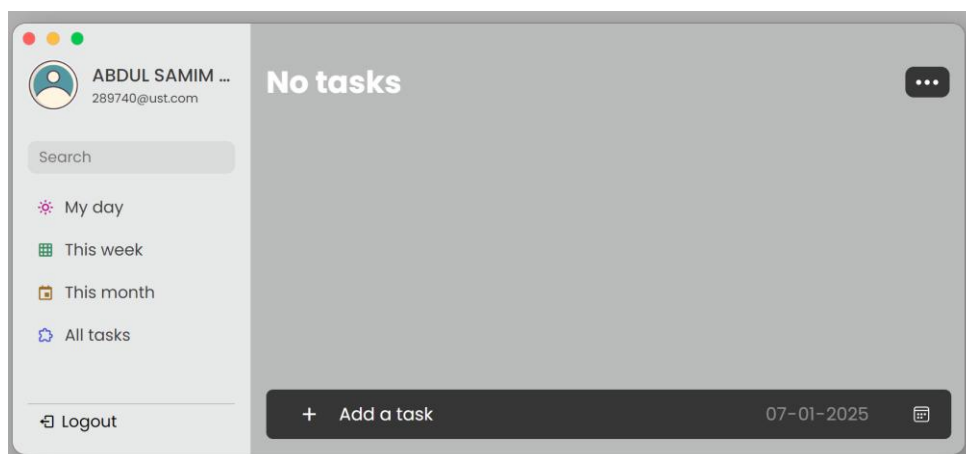 ABDUL SAMIM ...
289740@ust.com
Search
My day
This week
This month
All tasks
Logout
No tasks
+ Add a task 07-01-2025